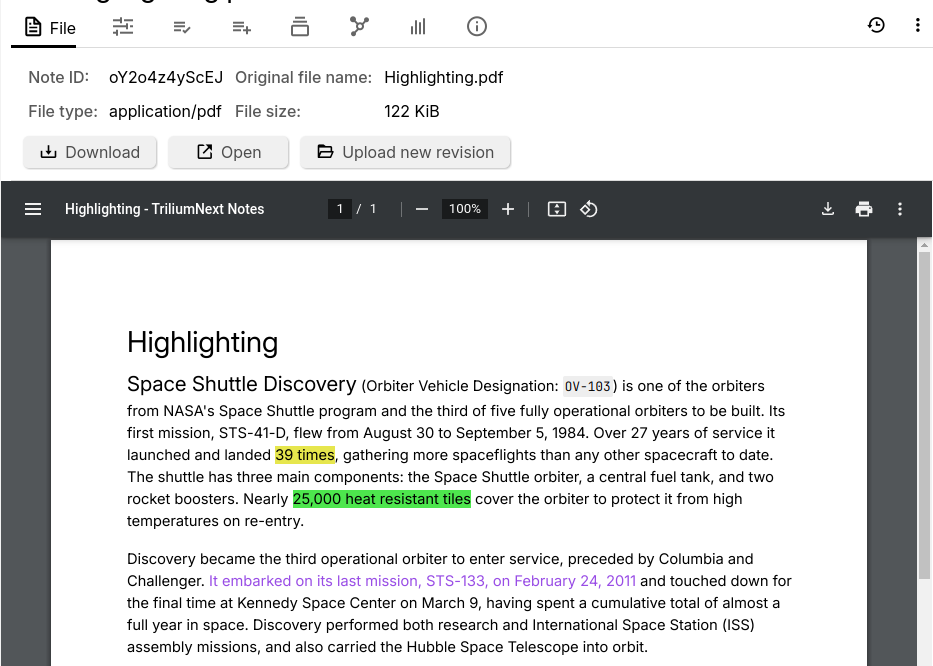 File
Note ID: oY2o4z4yScEJ Original file name: Highlighting.pdf
File type: application/pdf File size: 122 KiB
Download Open Upload new revision
Highlighting - TriliumNext Notes 1 / 1 100%
Highlighting
Space Shuttle Discovery (Orbiter Vehicle Designation: OV-103) is one of the orbiters
from NASA's Space Shuttle program and the third of five fully operational orbiters to be built. Its
first mission, STS-41-D, flew from August 30 to September 5, 1984. Over 27 years of service it
launched and landed 39 times, gathering more spaceflights than any other spacecraft to date.
The shuttle has three main components: the Space Shuttle orbiter, a central fuel tank, and two
rocket boosters. Nearly 25,000 heat resistant tiles cover the orbiter to protect it from high
temperatures on re-entry.
Discovery became the third operational orbiter to enter service, preceded by Columbia and
Challenger. It embarked on its last mission, STS-133, on February 24, 2011 and touched down for
the final time at Kennedy Space Center on March 9, having spent a cumulative total of almost a
full year in space. Discovery performed both research and International Space Station (ISS)
assembly missions, and also carried the Hubble Space Telescope into orbit.